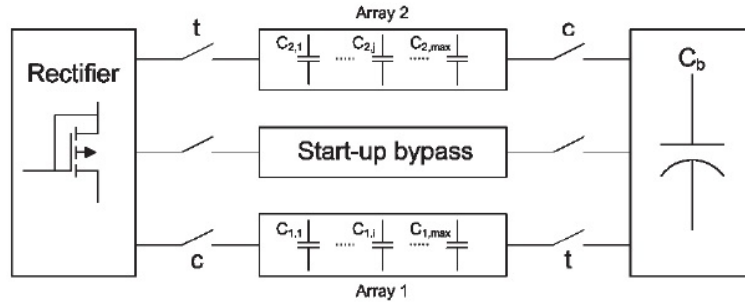 Array 2
t
c
C2,1 ..... C2,j ..... C2,max
Rectifier
Cb
Start-up bypass
C1,1 ..... C1,i ..... C1,max
c
t
Array 1